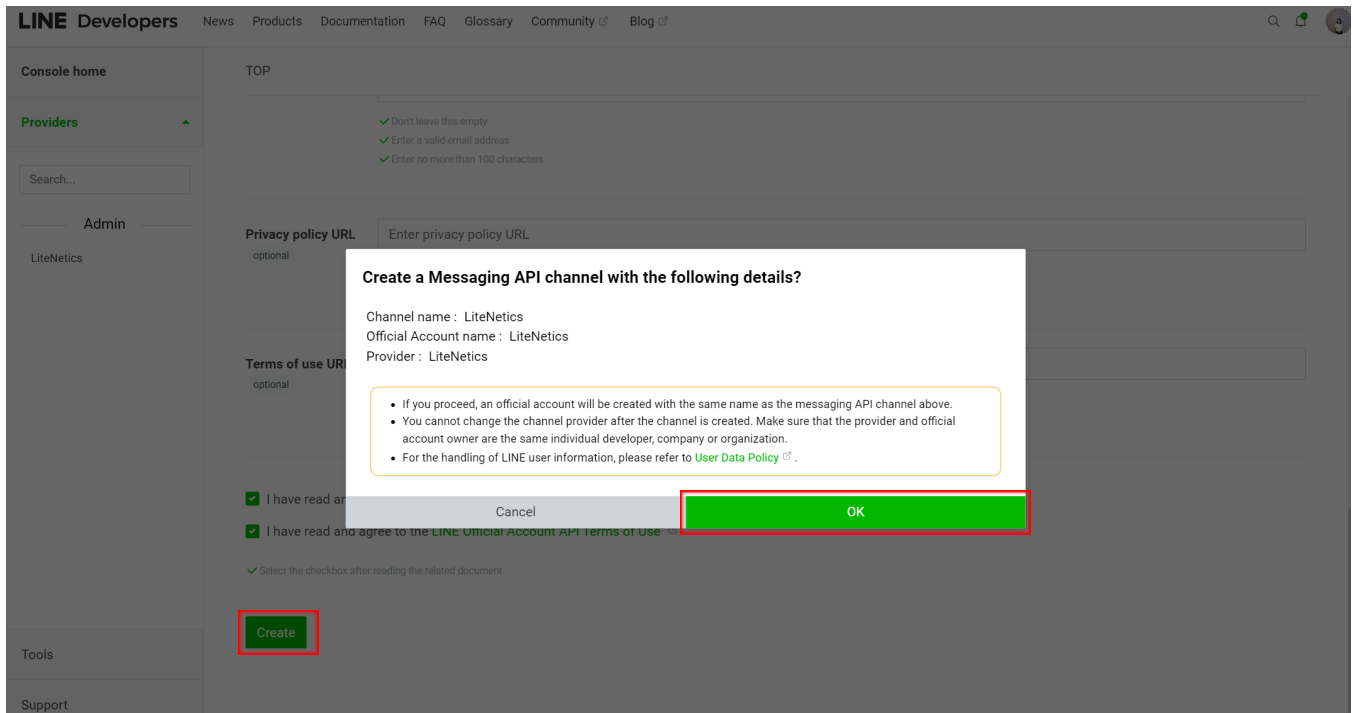 LINE Developers News Products Documentation FAQ Glossary Community Blog
Console home
TOP
Providers
Don't leave this empty
Enter a valid email address
Enter no more than 100 characters
Search...
Admin
LiteNetics
Privacy policy URL
Enter privacy policy URL
optional
Create a Messaging API channel with the following details?
Channel name : LiteNetics
Official Account name : LiteNetics
Provider : LiteNetics
Terms of use URL
optional
• If you proceed, an official account will be created with the same name as the messaging API channel above.
• You cannot change the channel provider after the channel is created. Make sure that the provider and official
account owner are the same individual developer, company or organization.
• For the handling of LINE user information, please refer to User Data Policy .
I have read an
Cancel
OK
I have read and agree to the LINE Official Account API Terms of Use
Select the checkbox after reading the related document
Create
Tools
Support